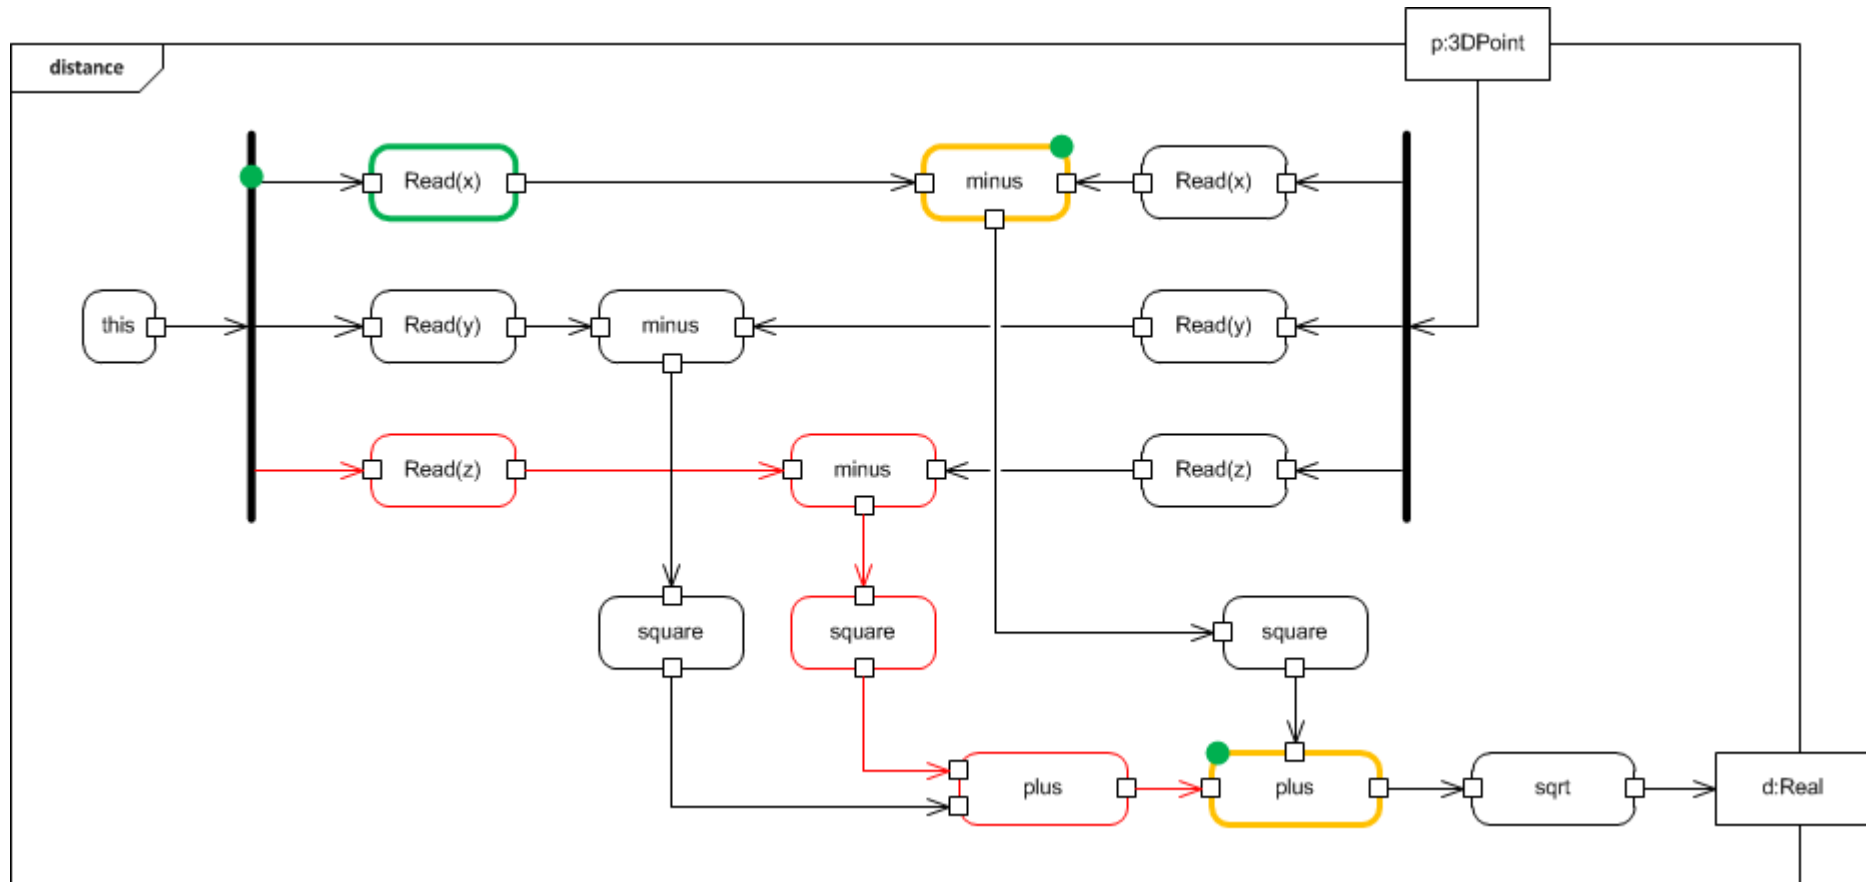 p:3DPoint
distance
Read(x)
minus
Read(x)
this
Read(y)
minus
Read(y)
Read(z)
minus
Read(z)
square
square
square
plus
plus
sqrt
d:Real